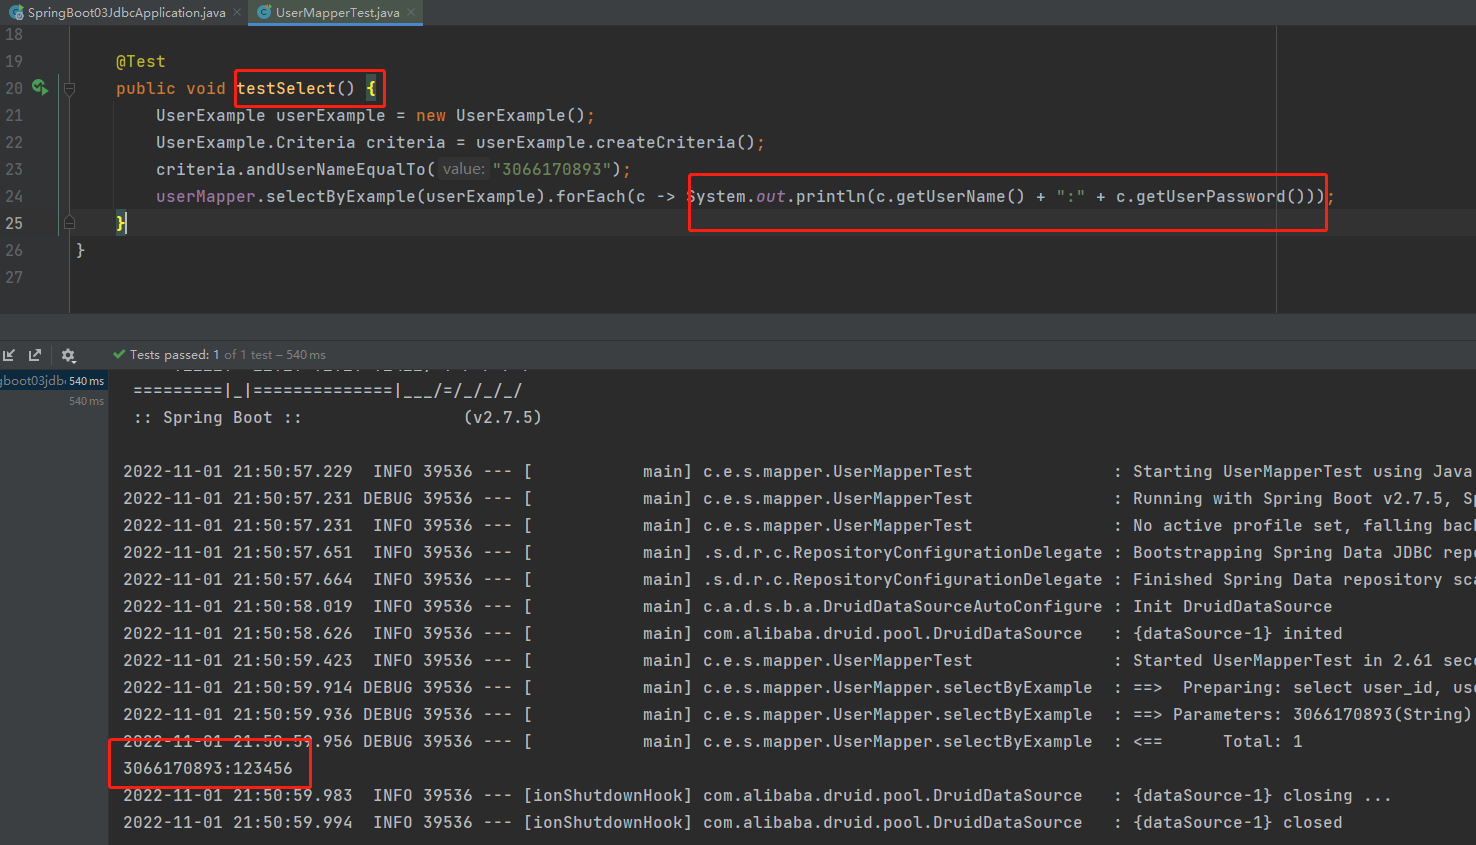 SpringBoot03JdbcApplication.java × UserMapperTest.java ×
18
19 @Test
20 public void testSelect() {
21 UserExample userExample = new UserExample();
22 UserExample.Criteria criteria = userExample.createCriteria();
23 criteria.andUserNameEqualTo( value: "3066170893");
24 userMapper.selectByExample(userExample).forEach(c -> System.out.println(c.getUserName() + ":" + c.getUserPassword()));
25 }
26 }
27
Tests passed: 1 of 1 test – 540 ms
gboot03jdb 540 ms
540 ms
=========|_|==============|___/=/_/_/_/
:: Spring Boot :: (v2.7.5)
2022-11-01 21:50:57.229 INFO 39536 --- [ main] c.e.s.mapper.UserMapperTest : Starting UserMapperTest using Java
2022-11-01 21:50:57.231 DEBUG 39536 --- [ main] c.e.s.mapper.UserMapperTest : Running with Spring Boot v2.7.5, Sp
2022-11-01 21:50:57.231 INFO 39536 --- [ main] c.e.s.mapper.UserMapperTest : No active profile set, falling back
2022-11-01 21:50:57.651 INFO 39536 --- [ main] .s.d.r.c.RepositoryConfigurationDelegate : Bootstrapping Spring Data JDBC repo
2022-11-01 21:50:57.664 INFO 39536 --- [ main] .s.d.r.c.RepositoryConfigurationDelegate : Finished Spring Data repository sca
2022-11-01 21:50:58.019 INFO 39536 --- [ main] c.a.d.s.b.a.DruidDataSourceAutoConfigure : Init DruidDataSource
2022-11-01 21:50:58.626 INFO 39536 --- [ main] com.alibaba.druid.pool.DruidDataSource : {dataSource-1} inited
2022-11-01 21:50:59.423 INFO 39536 --- [ main] c.e.s.mapper.UserMapperTest : Started UserMapperTest in 2.61 seco
2022-11-01 21:50:59.914 DEBUG 39536 --- [ main] c.e.s.mapper.UserMapper.selectByExample : ==> Preparing: select user_id, use
2022-11-01 21:50:59.936 DEBUG 39536 --- [ main] c.e.s.mapper.UserMapper.selectByExample : ==> Parameters: 3066170893(String)
2022-11-01 21:50:59.956 DEBUG 39536 --- [ main] c.e.s.mapper.UserMapper.selectByExample : <== Total: 1
3066170893:123456
2022-11-01 21:50:59.983 INFO 39536 --- [ionShutdownHook] com.alibaba.druid.pool.DruidDataSource : {dataSource-1} closing ...
2022-11-01 21:50:59.994 INFO 39536 --- [ionShutdownHook] com.alibaba.druid.pool.DruidDataSource : {dataSource-1} closed